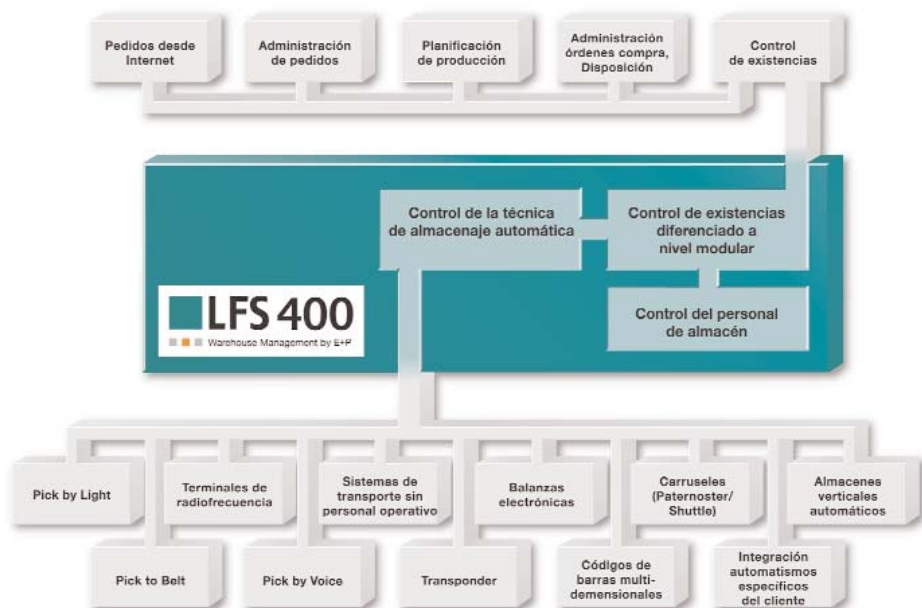 Pedidos desde
Internet
Administración
de pedidos
Planificación
de producción
Administración
órdenes compra,
Disposición
Control
de existencias
Control de la técnica
de almacenaje automática
Control de existencias
diferenciado a
nivel modular
Control del personal
de almacén
LFS 400
Warehouse Management by E+P
Pick by Light
Terminales de
radiofrecuencia
Sistemas de
transporte sin
personal operativo
Balanzas
electrónicas
Carruseles
(Paternoster/
Shuttle)
Almacenes
verticales
automáticos
Pick to Belt
Pick by Voice
Transponder
Códigos de
barras multi-
demensionales
Integración
automatismos
específicos
del cliente